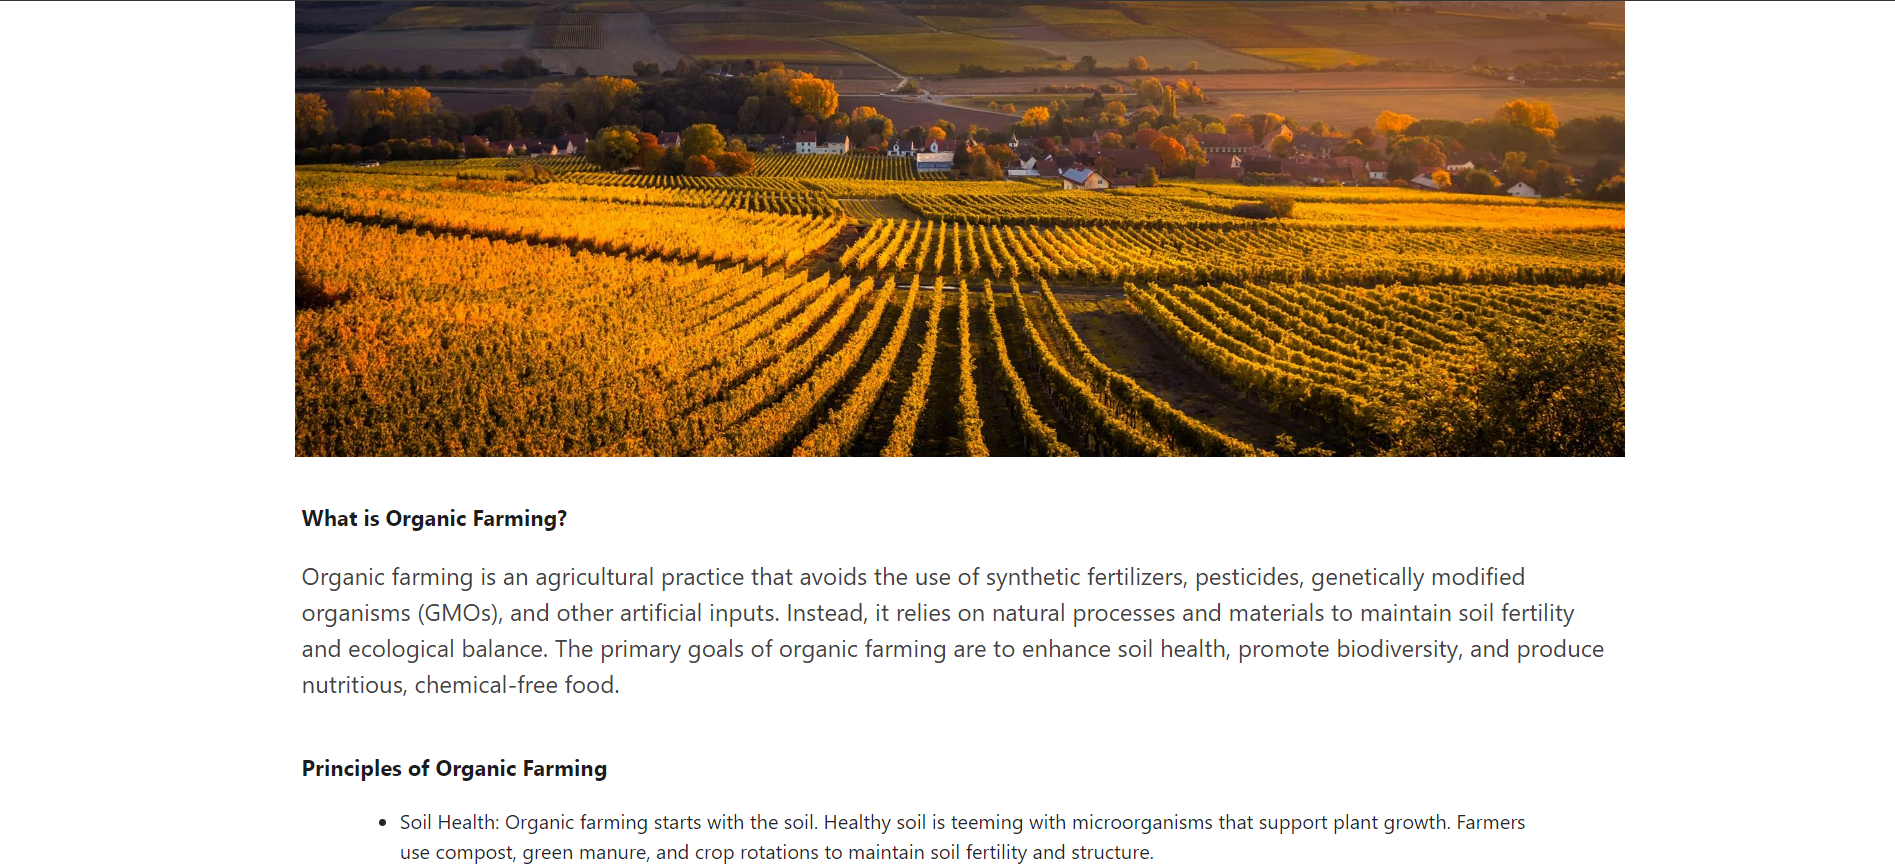 What is Organic Farming?
Organic farming is an agricultural practice that avoids the use of synthetic fertilizers, pesticides, genetically modified
organisms (GMOs), and other artificial inputs. Instead, it relies on natural processes and materials to maintain soil fertility
and ecological balance. The primary goals of organic farming are to enhance soil health, promote biodiversity, and produce
nutritious, chemical-free food.
Principles of Organic Farming
• Soil Health: Organic farming starts with the soil. Healthy soil is teeming with microorganisms that support plant growth. Farmers
use compost, green manure, and crop rotations to maintain soil fertility and structure.